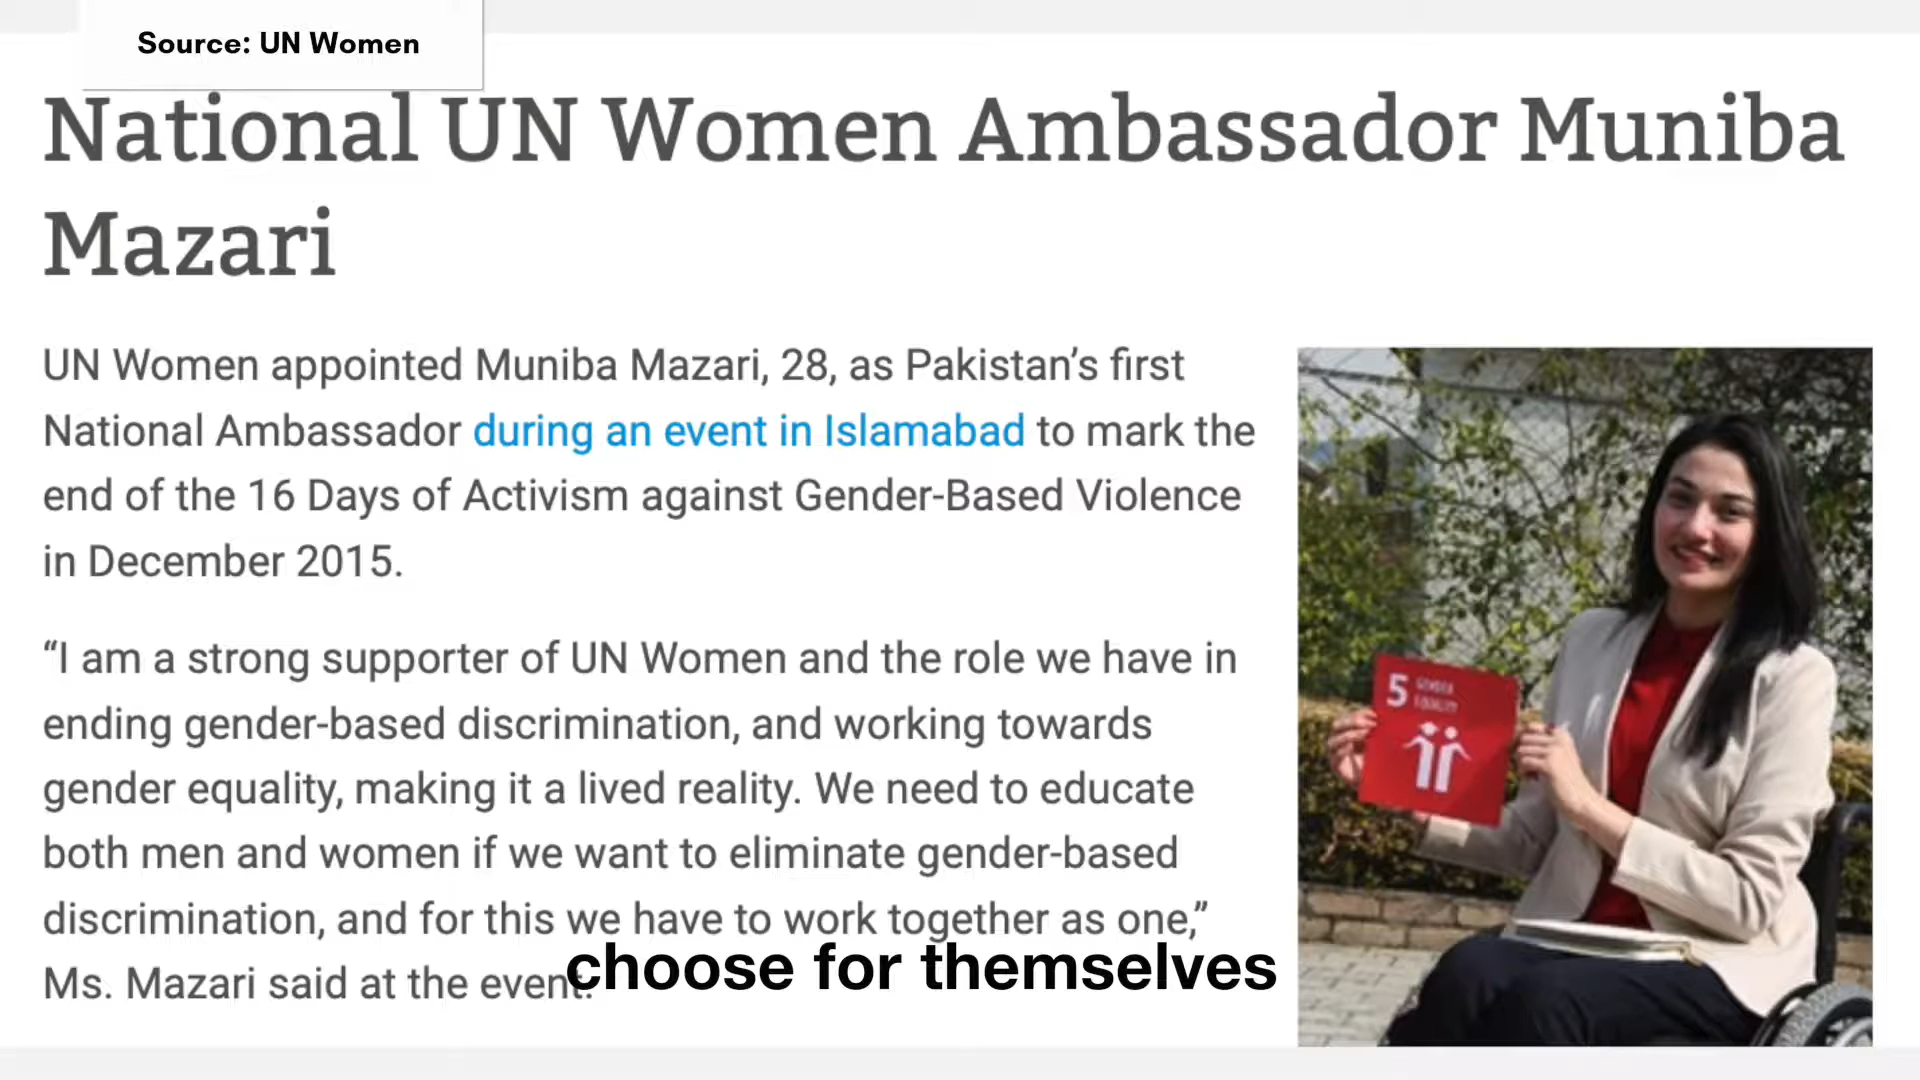 Source: UN Women
National UN Women Ambassador Muniba
Mazari
UN Women appointed Muniba Mazari, 28, as Pakistan’s first
National Ambassador during an event in Islamabad to mark the
end of the 16 Days of Activism against Gender-Based Violence
in December 2015.
“I am a strong supporter of UN Women and the role we have in
ending gender-based discrimination, and working towards
gender equality, making it a lived reality. We need to educate
both men and women if we want to eliminate gender-based
discrimination, and for this we have to work together as one,”
Ms. Mazari said at the event.
choose for themselves
5 GENDER
EQUALITY